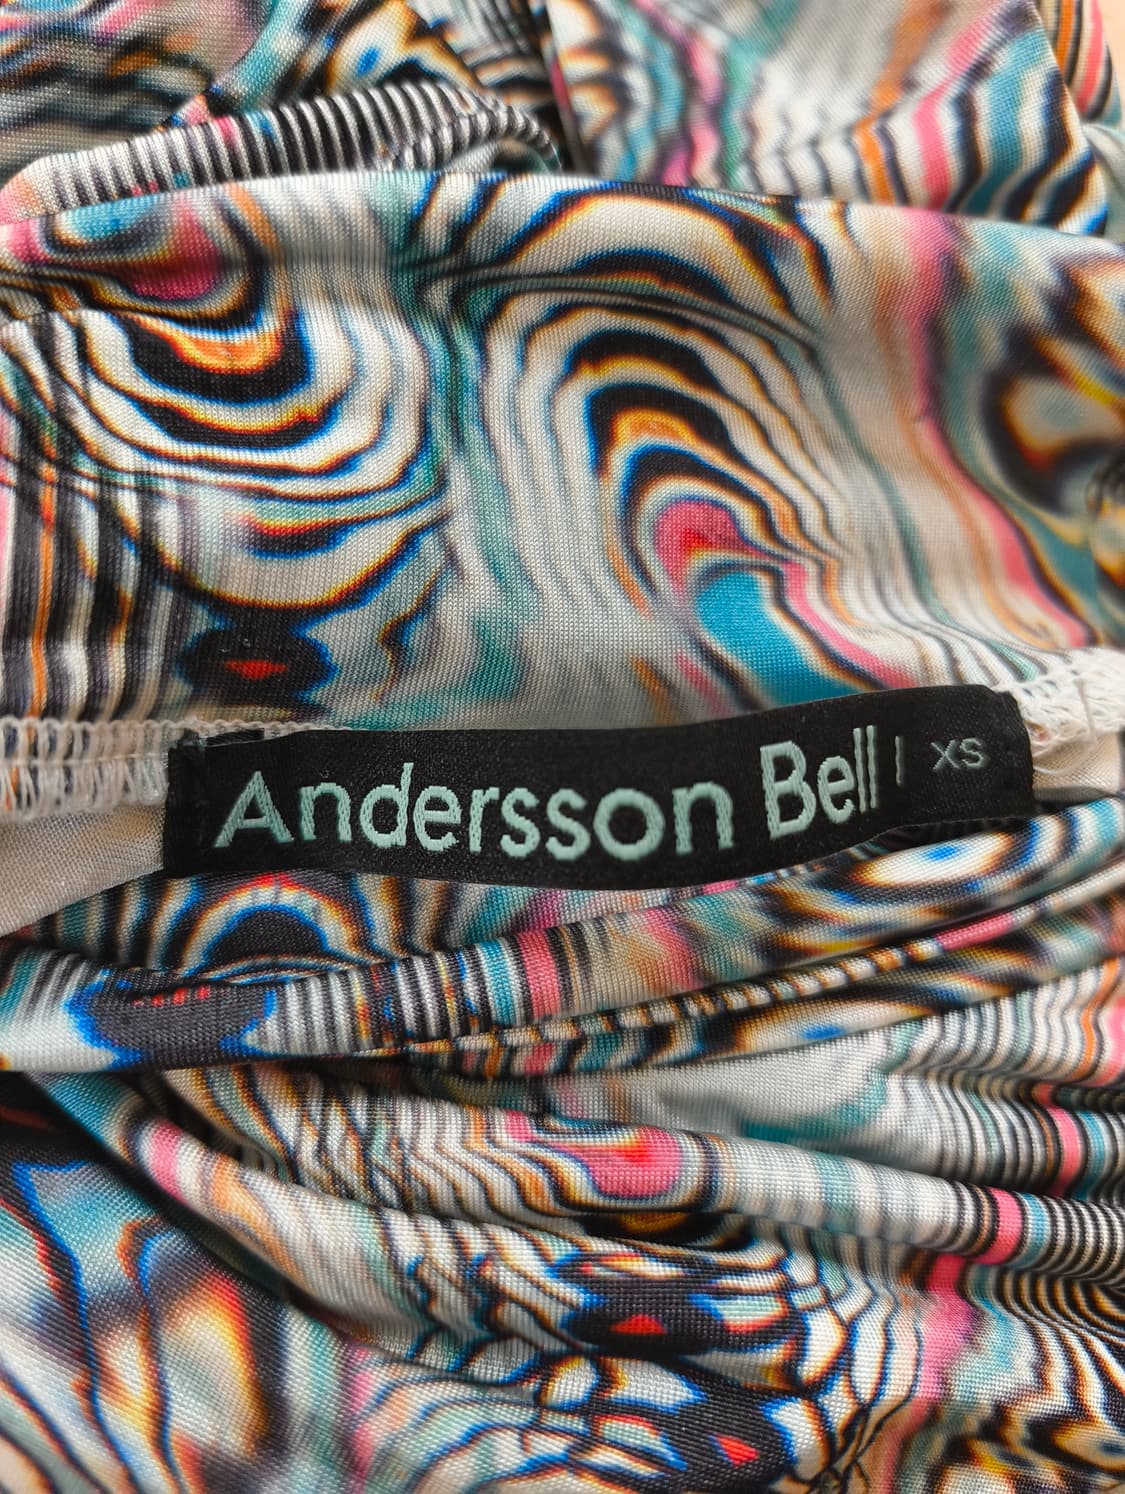 Andersson Bell | XS